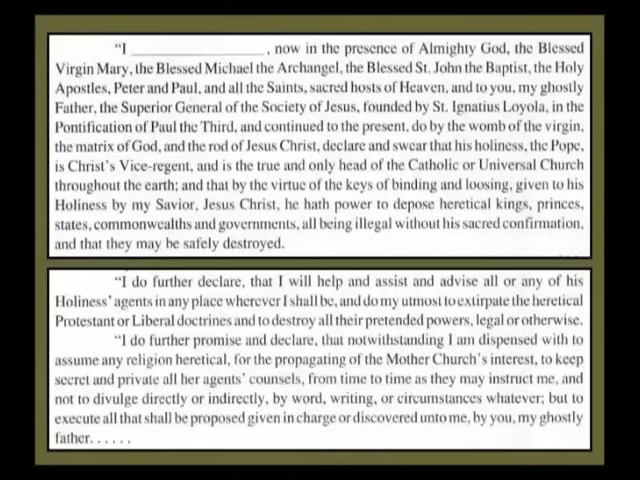 “I ____________________, now in the presence of Almighty God, the Blessed
Virgin Mary, the Blessed Michael the Archangel, the Blessed St. John the Baptist, the Holy
Apostles, Peter and Paul, and all the Saints, sacred hosts of Heaven, and to you, my ghostly
Father, the Superior General of the Society of Jesus, founded by St. Ignatius Loyola, in the
Pontification of Paul the Third, and continued to the present, do by the womb of the virgin,
the matrix of God, and the rod of Jesus Christ, declare and swear that his holiness, the Pope,
is Christ’s Vice-regent, and is the true and only head of the Catholic or Universal Church
throughout the earth; and that by the virtue of the keys of binding and loosing, given to his
Holiness by my Savior, Jesus Christ, he hath power to depose heretical kings, princes,
states, commonwealths and governments, all being illegal without his sacred confirmation,
and that they may be safely destroyed.
“I do further declare, that I will help and assist and advise all or any of his
Holiness’ agents in any place wherever I shall be, and do my utmost to extirpate the heretical
Protestant or Liberal doctrines and to destroy all their pretended powers, legal or otherwise.
“I do further promise and declare, that notwithstanding I am dispensed with to
assume any religion heretical, for the propagating of the Mother Church’s interest, to keep
secret and private all her agents’ counsels, from time to time as they may instruct me, and
not to divulge directly or indirectly, by word, writing, or circumstances whatever; but to
execute all that shall be proposed given in charge or discovered unto me, by you, my ghostly
father. . . . . .